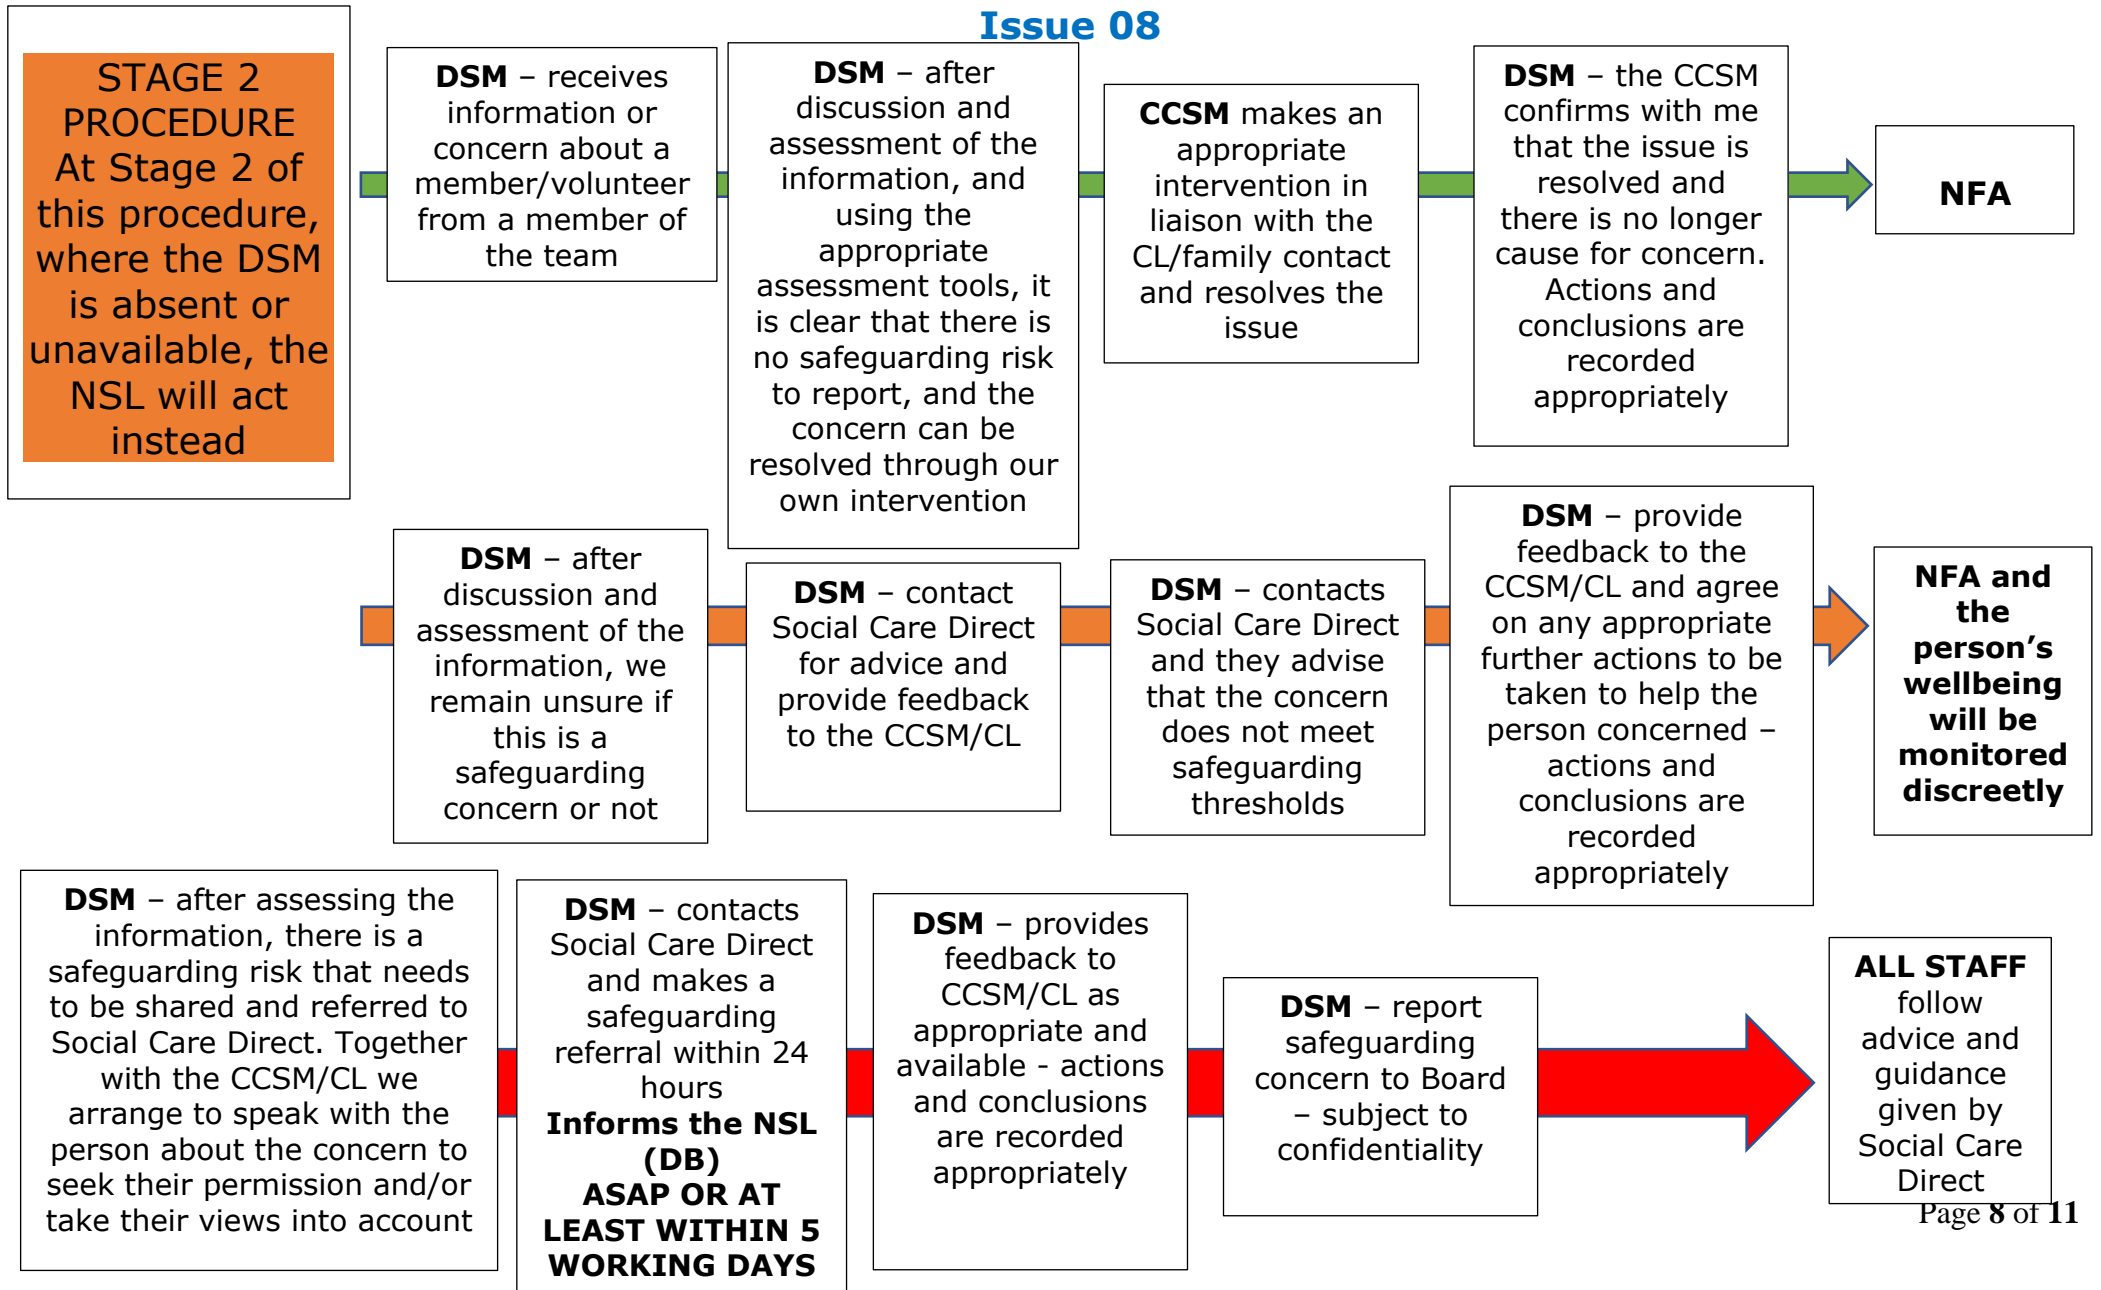 Issue 08
STAGE 2
PROCEDURE
At Stage 2 of
this procedure,
where the DSM
is absent or
unavailable, the
NSL will act
instead
DSM – receives
information or
concern about a
member/volunteer
from a member of
the team
DSM – after
discussion and
assessment of the
information, and
using the
appropriate
assessment tools, it
is clear that there is
no safeguarding risk
to report, and the
concern can be
resolved through our
own intervention
CCSM makes an
appropriate
intervention in
liaison with the
CL/family contact
and resolves the
issue
DSM – the CCSM
confirms with me
that the issue is
resolved and
there is no longer
cause for concern.
Actions and
conclusions are
recorded
appropriately
NFA
DSM – after
discussion and
assessment of the
information, we
remain unsure if
this is a
safeguarding
concern or not
DSM – contact
Social Care Direct
for advice and
provide feedback
to the CCSM/CL
DSM – contacts
Social Care Direct
and they advise
that the concern
does not meet
safeguarding
thresholds
DSM – provide
feedback to the
CCSM/CL and agree
on any appropriate
further actions to be
taken to help the
person concerned –
actions and
conclusions are
recorded
appropriately
NFA and
the
person’s
wellbeing
will be
monitored
discreetly
DSM – after assessing the
information, there is a
safeguarding risk that needs
to be shared and referred to
Social Care Direct. Together
with the CCSM/CL we
arrange to speak with the
person about the concern to
seek their permission and/or
take their views into account
DSM – contacts
Social Care Direct
and makes a
safeguarding
referral within 24
hours
Informs the NSL
(DB)
ASAP OR AT
LEAST WITHIN 5
WORKING DAYS
DSM – provides
feedback to
CCSM/CL as
appropriate and
available - actions
and conclusions
are recorded
appropriately
DSM – report
safeguarding
concern to Board
– subject to
confidentiality
ALL STAFF
follow
advice and
guidance
given by
Social Care
Direct
Page 8 of 11